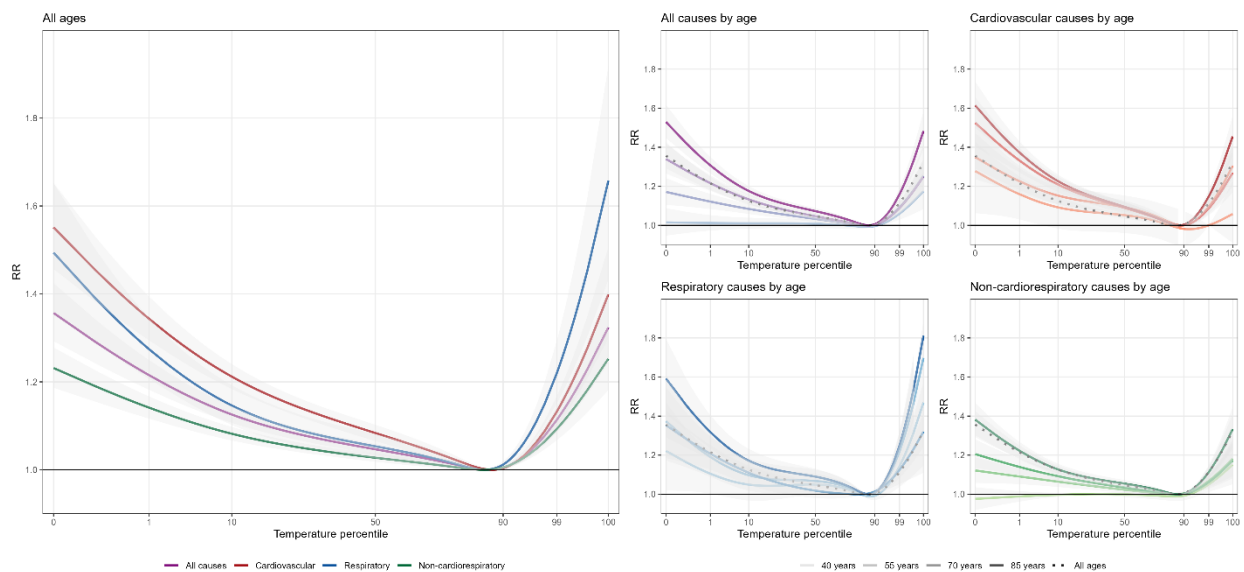 All ages
RR
1.8
1.6
1.4
1.2
1.0
0
1
10
50
90
99
100
Temperature percentile
All causes
Cardiovascular
Respiratory
Non-cardiorespiratory
All causes by age
RR
1.8
1.6
1.4
1.2
1.0
0
1
10
50
90
99
100
Temperature percentile
Cardiovascular causes by age
RR
1.8
1.6
1.4
1.2
1.0
0
1
10
50
90
99
100
Temperature percentile
Respiratory causes by age
RR
1.8
1.6
1.4
1.2
1.0
0
1
10
50
90
99
100
Temperature percentile
Non-cardiorespiratory causes by age
RR
1.8
1.6
1.4
1.2
1.0
0
1
10
50
90
99
100
Temperature percentile
40 years
55 years
70 years
85 years
All ages